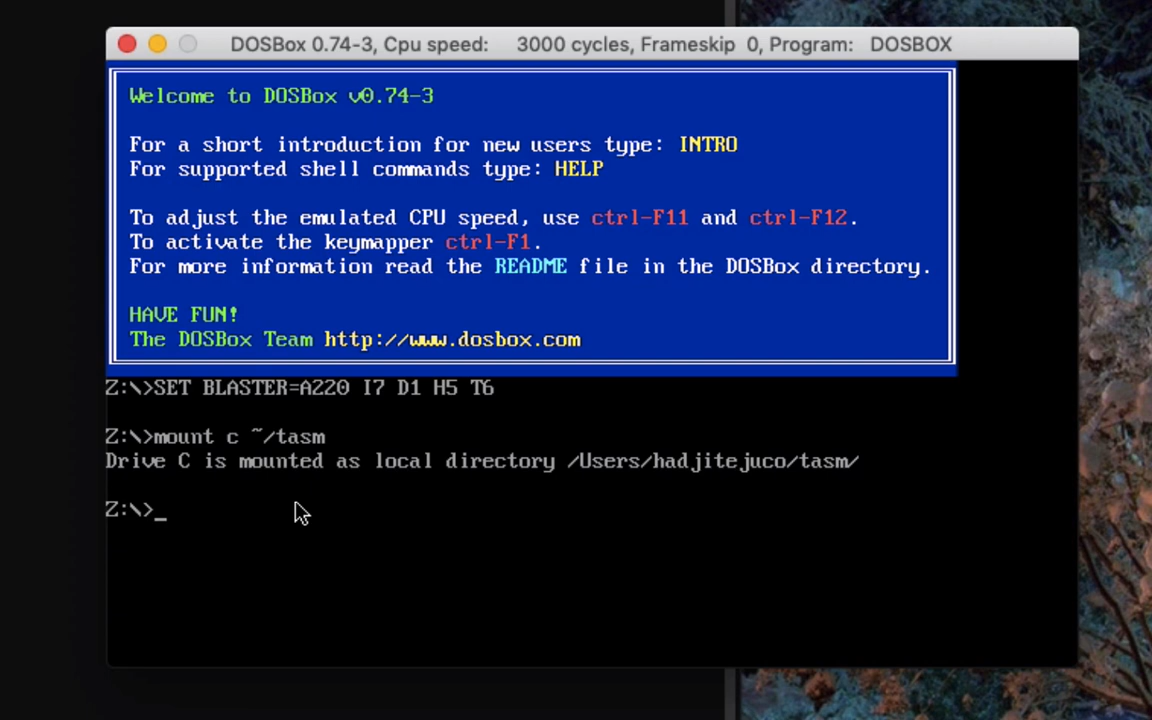 DOSBox 0.74-3, Cpu speed: 3000 cycles, Frameskip 0, Program: DOSBOX
Welcome to DOSBox v0.74-3
For a short introduction for new users type: INTRO
For supported shell commands type: HELP
To adjust the emulated CPU speed, use ctrl-F11 and ctrl-F12.
To activate the keymapper ctrl-F1.
For more information read the README file in the DOSBox directory.
HAVE FUN!
The DOSBox Team http://www.dosbox.com
Z:\>SET BLASTER=A220 I7 D1 H5 T6
Z:\>mount c ~/tasm
Drive C is mounted as local directory /Users/hadjitejuco/tasm/
Z:\>_